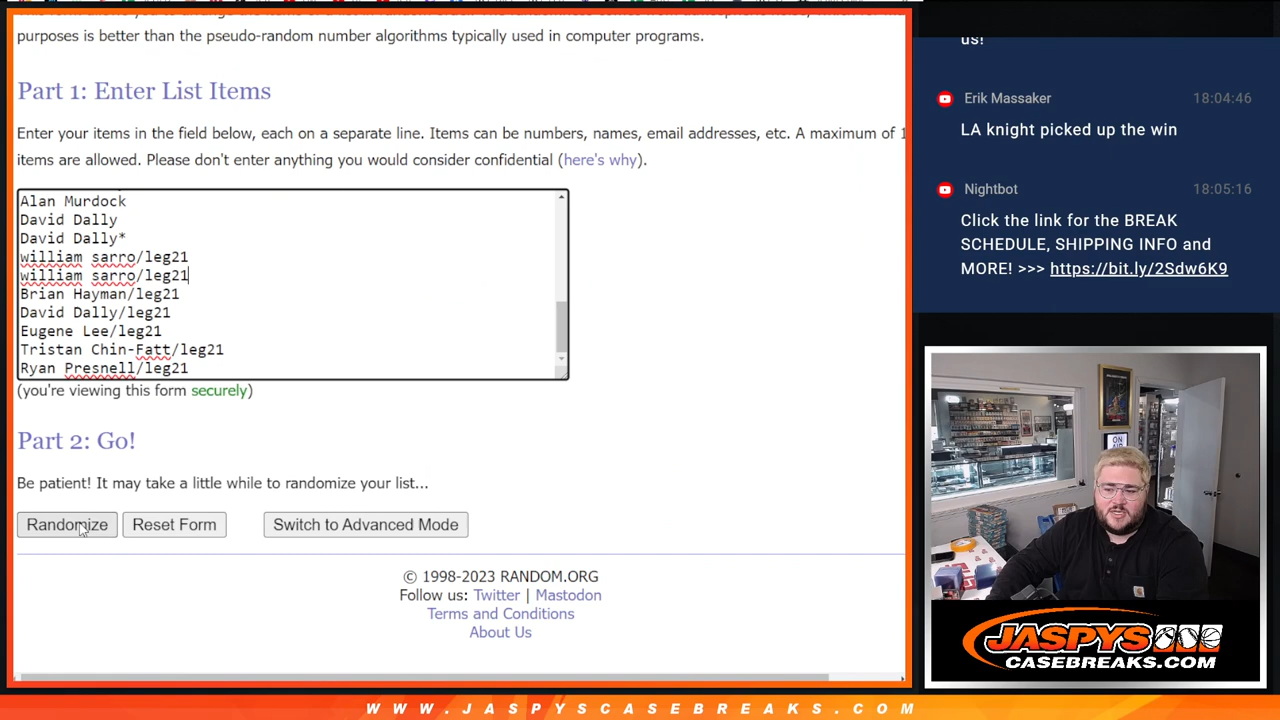 purposes is better than the pseudo-random number algorithms typically used in computer programs.
Part 1: Enter List Items
Enter your items in the field below, each on a separate line. Items can be numbers, names, email addresses, etc. A maximum of 1
items are allowed. Please don't enter anything you would consider confidential (here's why).
Alan Murdock
David Dally
David Dally*
william sarro/leg21
william sarro/leg21
Brian Hayman/leg21
David Dally/leg21
Eugene Lee/leg21
Tristan Chin-Fatt/leg21
Ryan Presnell/leg21
(you're viewing this form securely)
Part 2: Go!
Be patient! It may take a little while to randomize your list...
Randomize
Reset Form
Switch to Advanced Mode
© 1998-2023 RANDOM.ORG
Follow us: Twitter | Mastodon
Terms and Conditions
About Us
us!
Erik Massaker 18:04:46
LA knight picked up the win
Nightbot 18:05:16
Click the link for the BREAK
SCHEDULE, SHIPPING INFO and
MORE! >>> https://bit.ly/2Sdw6K9
ON
AIR
JASPYS
CASEBREAKS.COM
WWW.JASPYSCASEBREAKS.COM